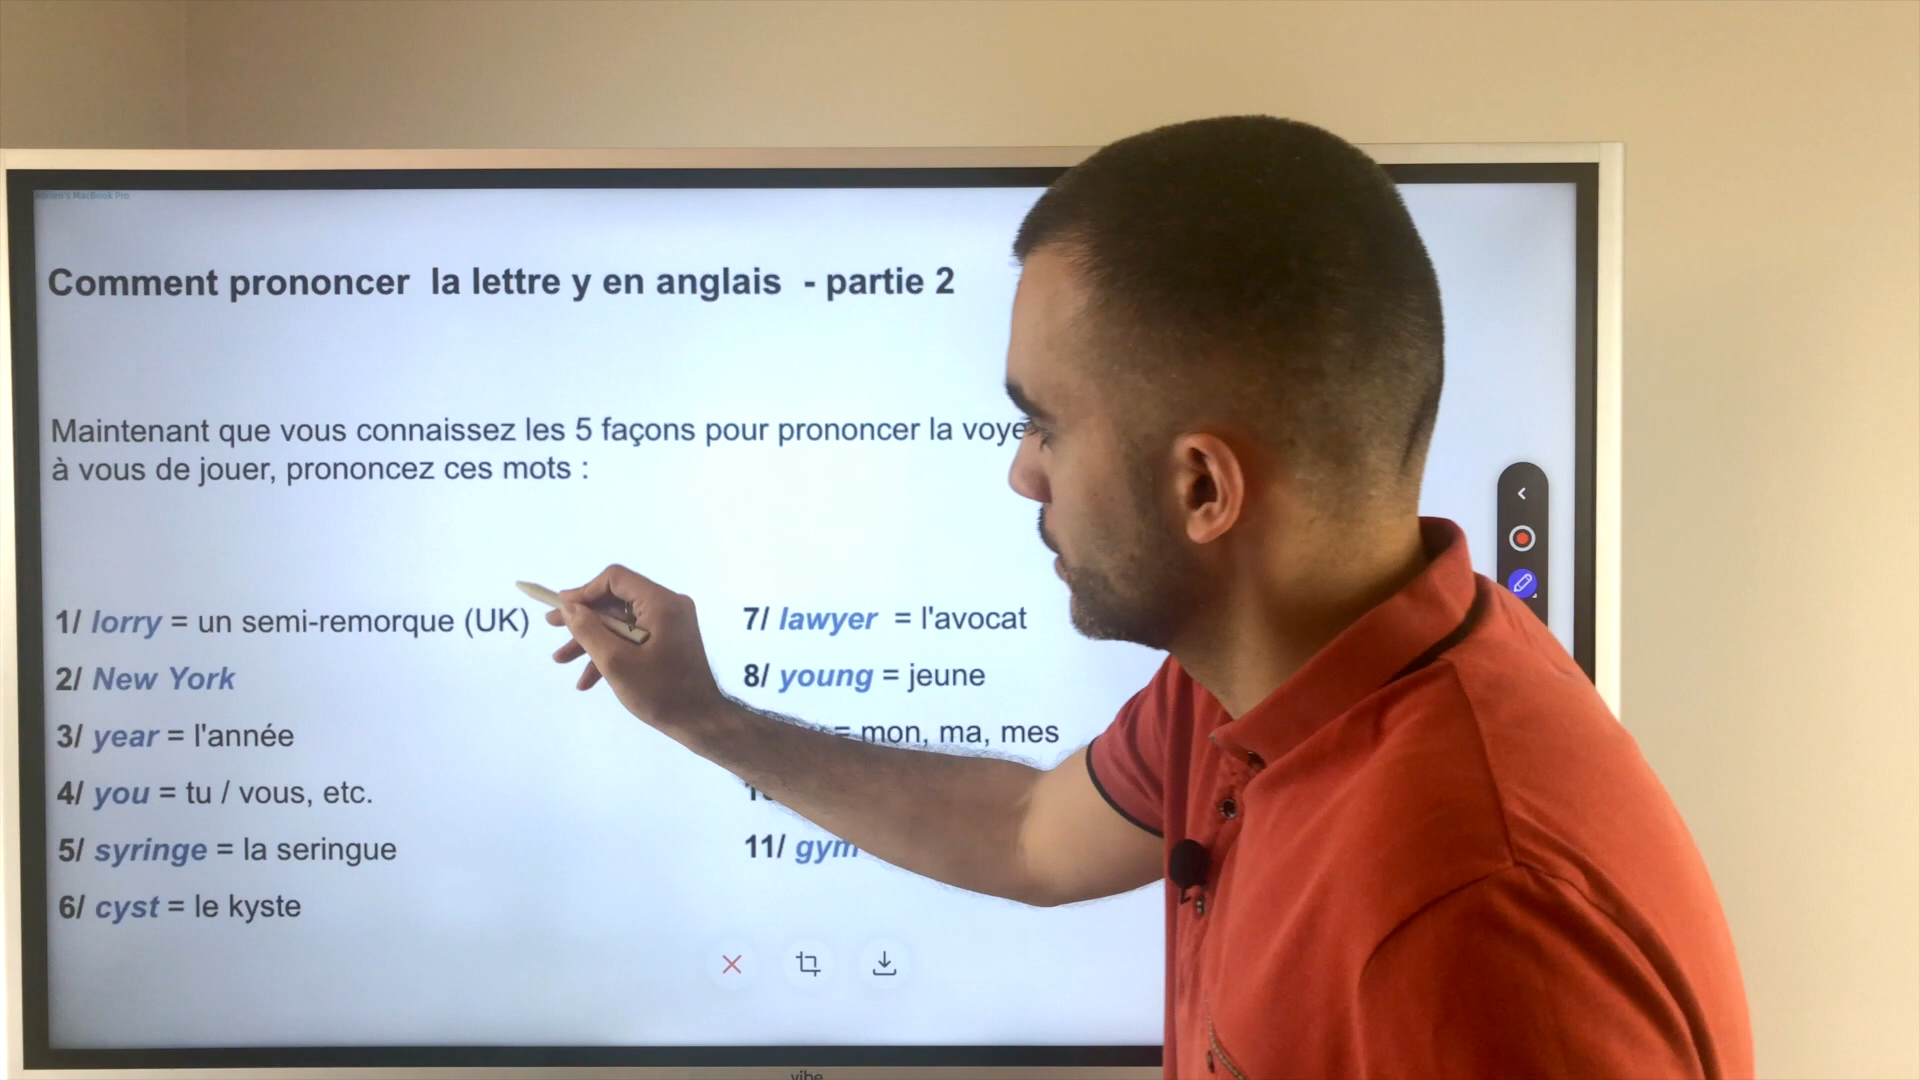 MacBook Pro
Comment prononcer la lettre y en anglais - partie 2
Maintenant que vous connaissez les 5 façons pour prononcer la
à vous de jouer, prononcez ces mots :
1/ lorry = un semi-remorque (UK)
2/ New York
3/ year = l'année
4/ you = tu / vous, etc.
5/ syringe = la seringue
6/ cyst = le kyste
7/ lawyer = l'avocat
8/ young = jeune
= mon, ma, mes
11/ gym
vibe